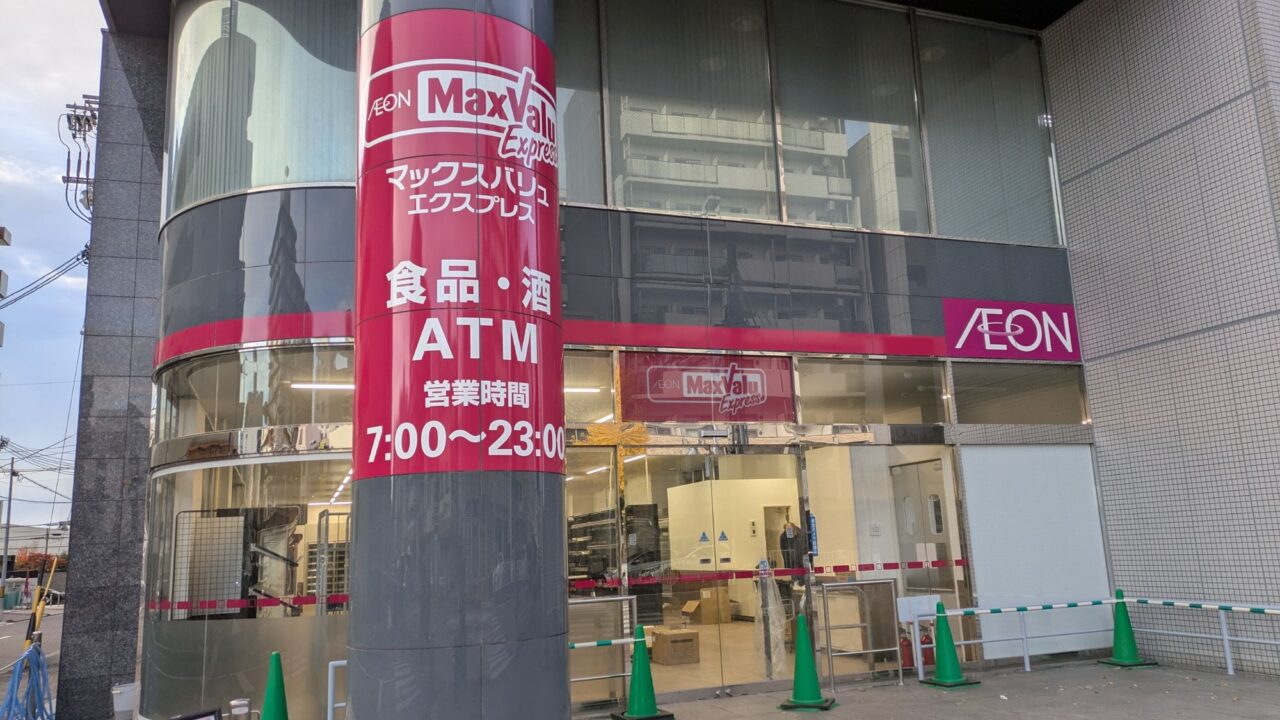 ÆON MaxValu
Express
マックスバリュ
エクスプレス
食品・酒
ATM
営業時間
7:00～23:00
ÆON
ÆON MaxValu
Express